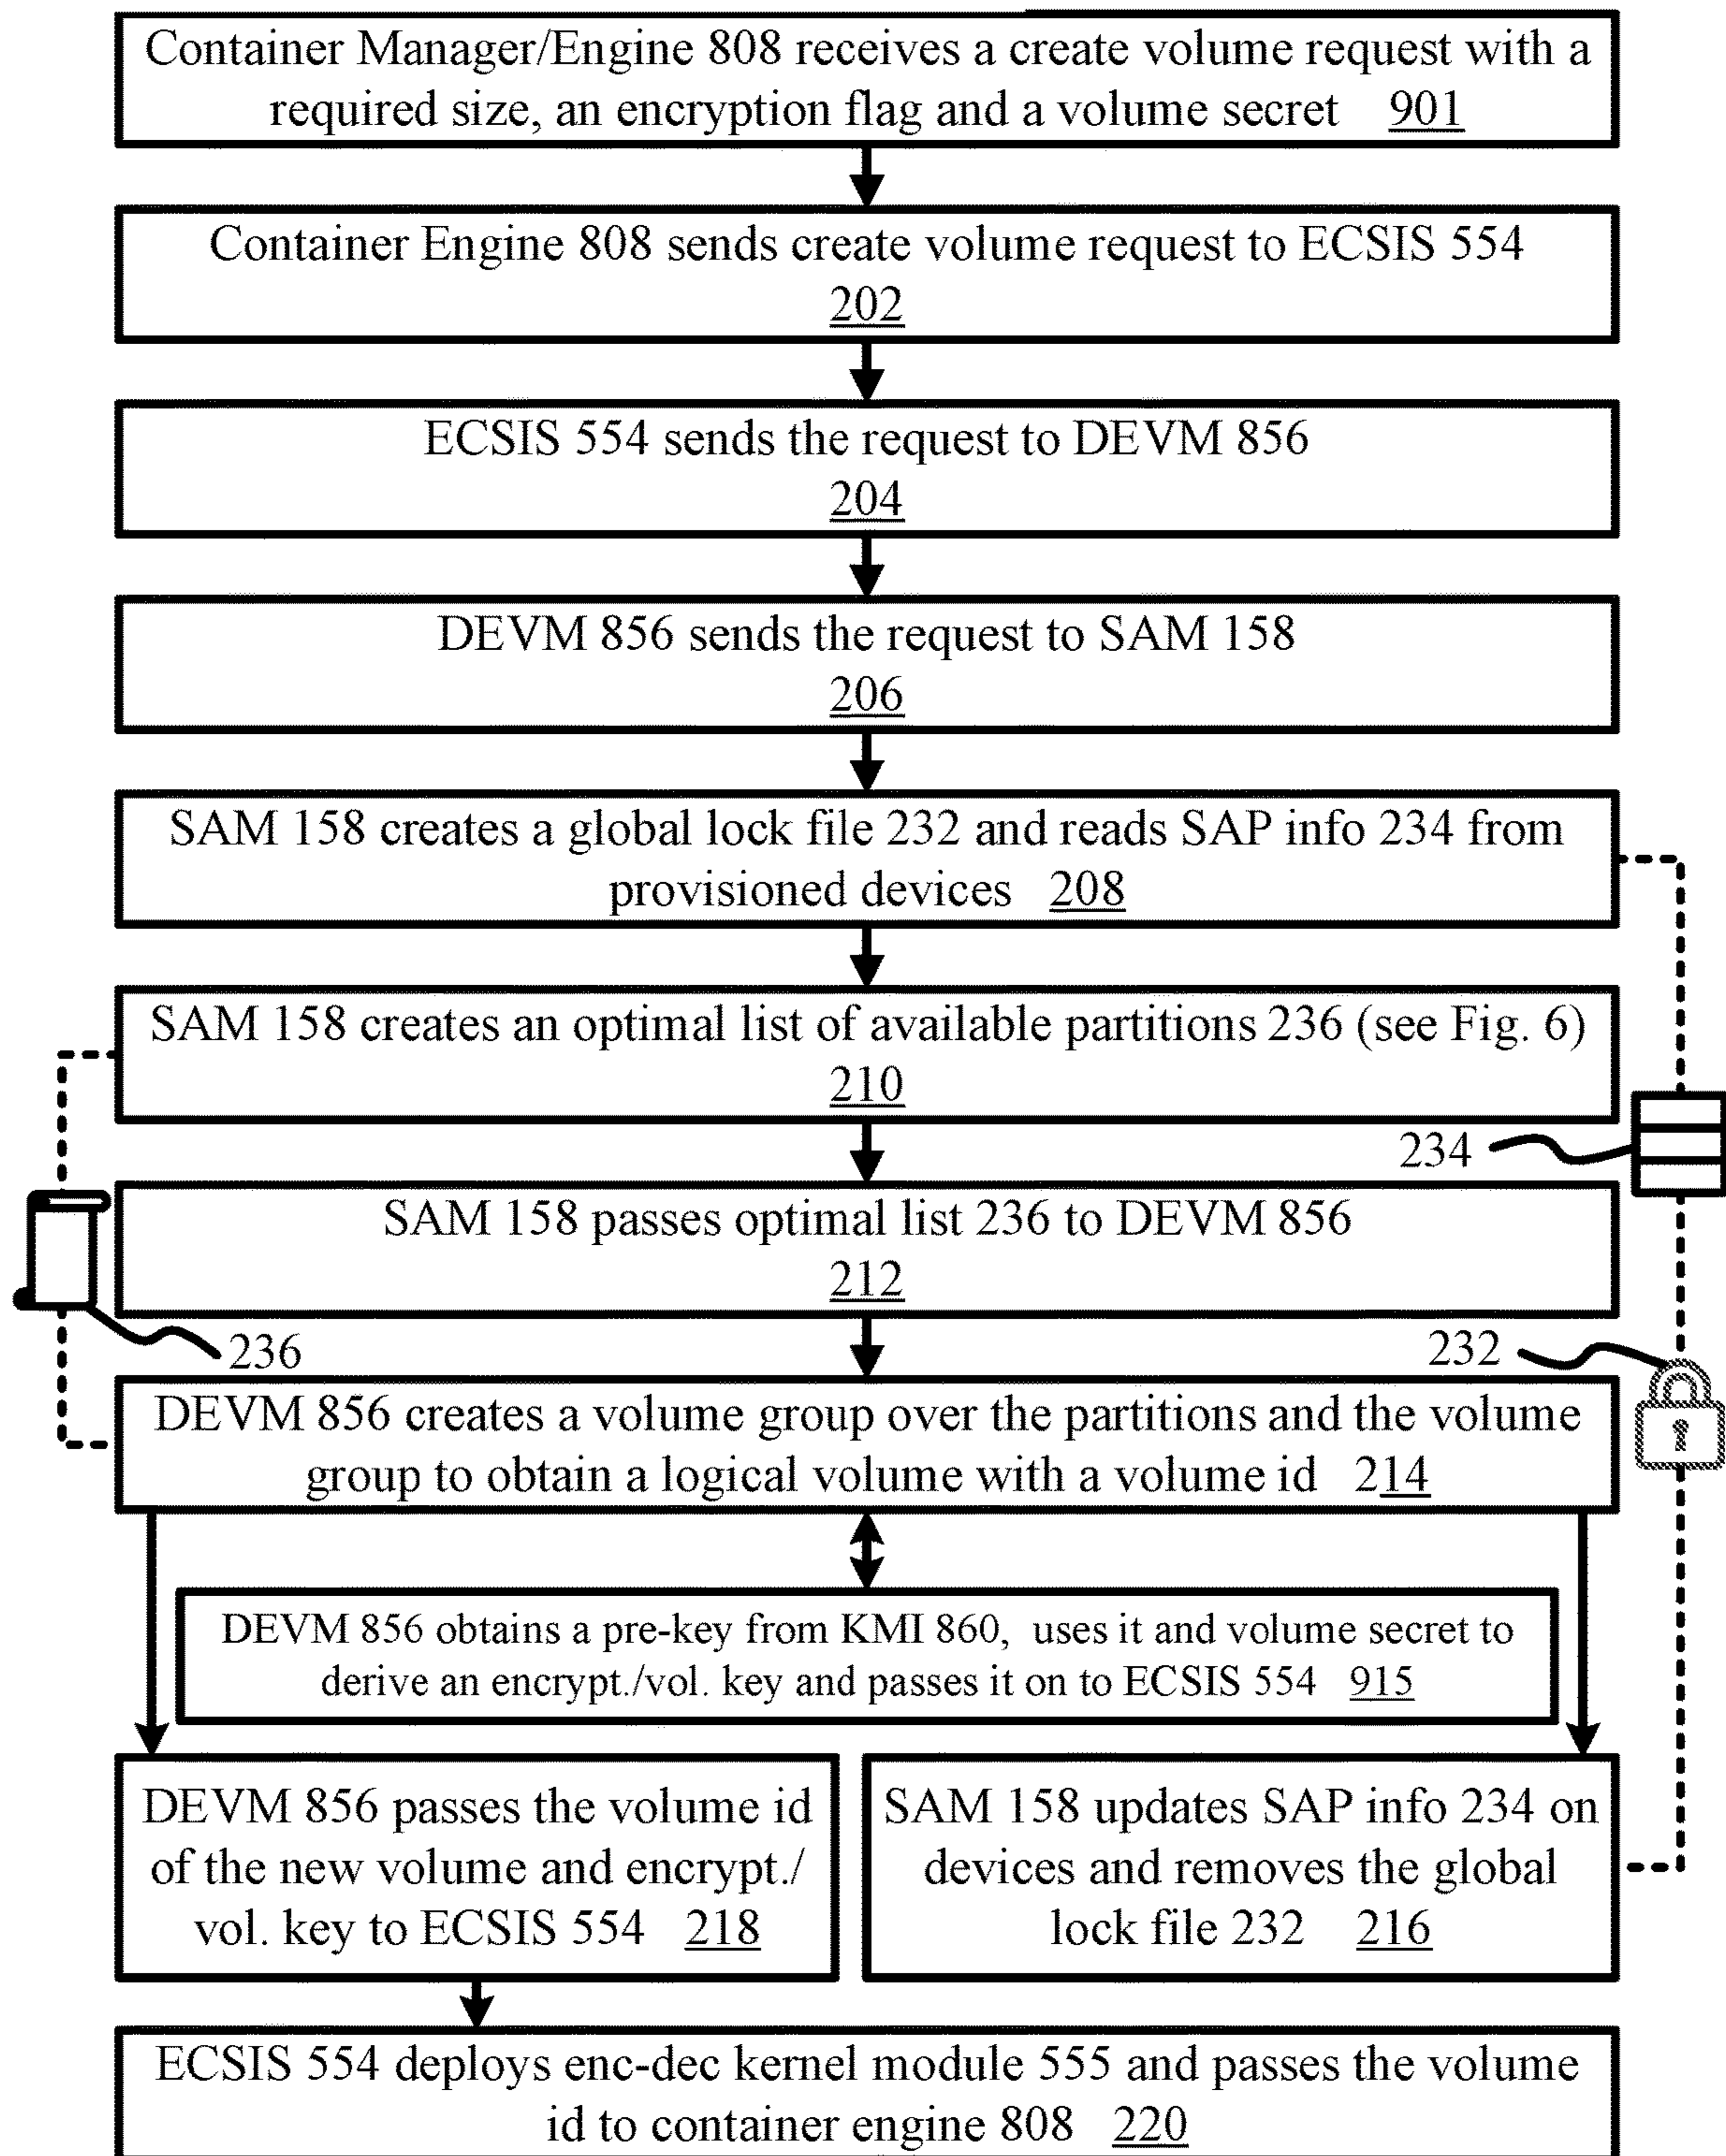 Container Manager/Engine 808 receives a create volume request with a
required size, an encryption flag and a volume secret 901
Container Engine 808 sends create volume request to ECSIS 554
202
ECSIS 554 sends the request to DEVM 856
204
DEVM 856 sends the request to SAM 158
206
SAM 158 creates a global lock file 232 and reads SAP info 234 from
provisioned devices 208
SAM 158 creates an optimal list of available partitions 236 (see Fig. 6)
210
234
SAM 158 passes optimal list 236 to DEVM 856
212
236
232
DEVM 856 creates a volume group over the partitions and the volume
group to obtain a logical volume with a volume id 214
DEVM 856 obtains a pre-key from KMI 860, uses it and volume secret to
derive an encrypt./vol. key and passes it on to ECSIS 554 915
DEVM 856 passes the volume id
of the new volume and encrypt./
vol. key to ECSIS 554 218
SAM 158 updates SAP info 234 on
devices and removes the global
lock file 232 216
ECSIS 554 deploys enc-dec kernel module 555 and passes the volume
id to container engine 808 220